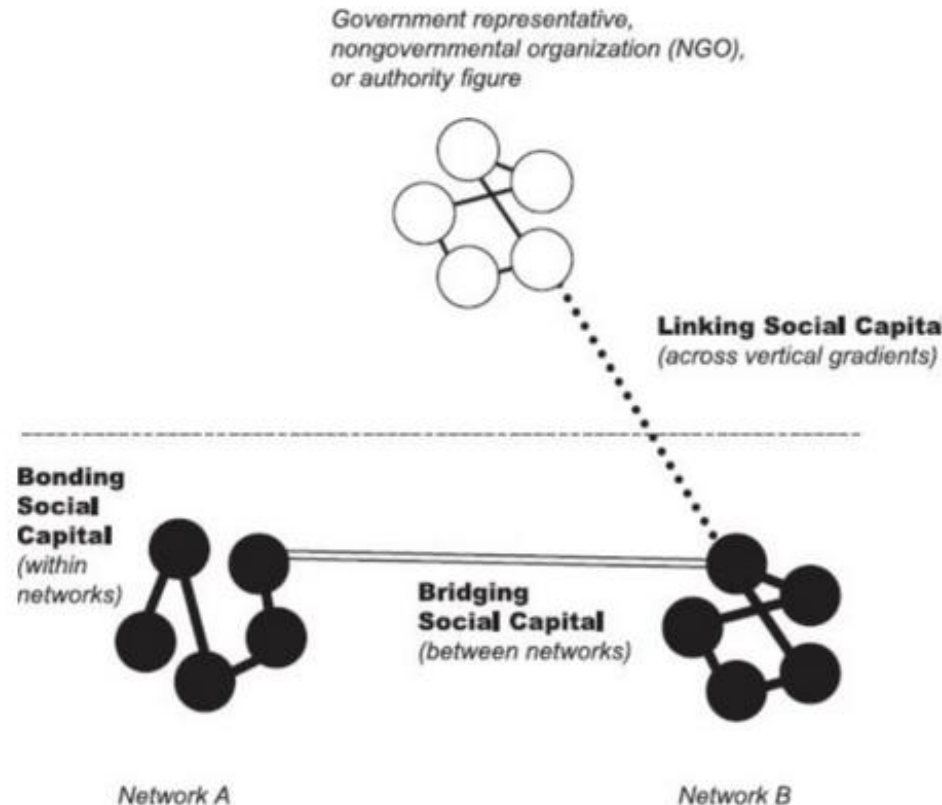 Government representative,
nongovernmental organization (NGO),
or authority figure
Linking Social Capital
(across vertical gradients)
Bonding
Social
Capital
(within
networks)
Bridging
Social Capital
(between networks)
Network A
Network B